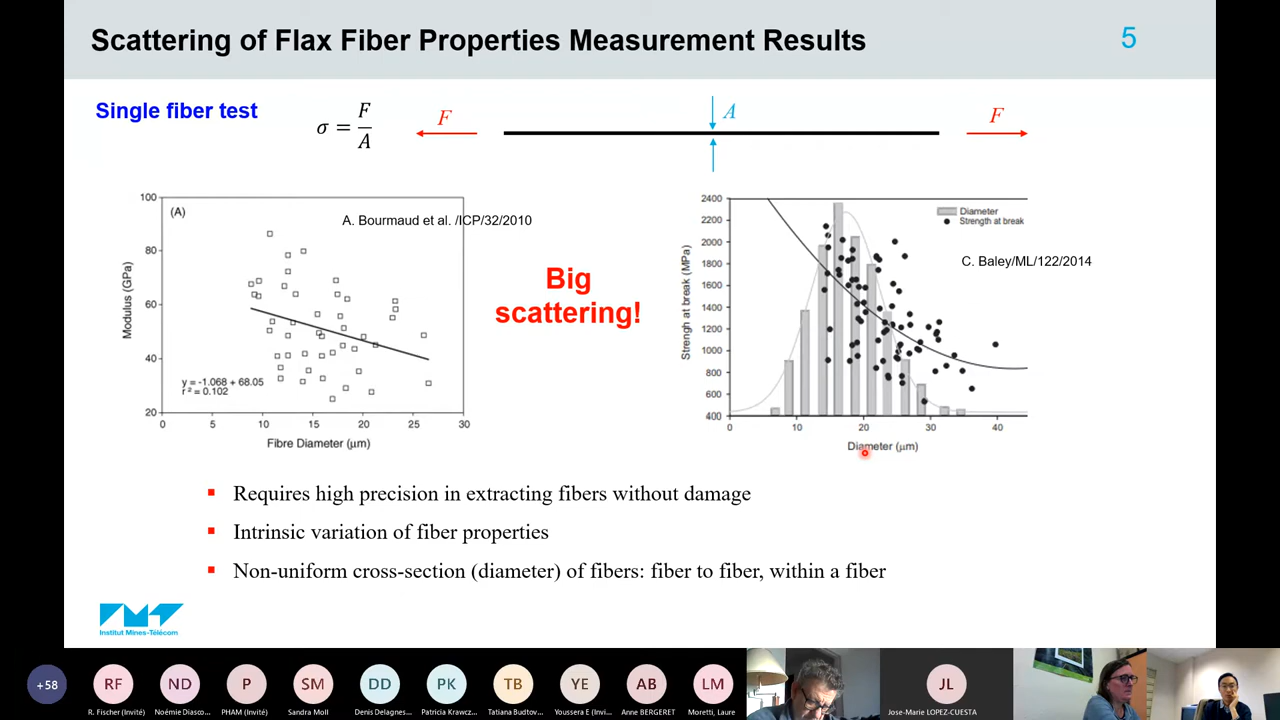 Scattering of Flax Fiber Properties Measurement Results
5
Single fiber test
σ = F/A
F
A
F
A. Bourmaud et al. /ICP/32/2010
(A)
100
80
60
40
20
Modulus (GPa)
y = -1.068 + 68.05
r² = 0.102
0 5 10 15 20 25 30
Fibre Diameter (μm)
Big
scattering!
2400
2200
2000
1800
1600
1400
1200
1000
800
600
400
Strengh at break (MPa)
Diameter
Strength at break
0 10 20 30 40
Diameter (μm)
C. Baley/ML/122/2014
Requires high precision in extracting fibers without damage
Intrinsic variation of fiber properties
Non-uniform cross-section (diameter) of fibers: fiber to fiber, within a fiber
Institut Mines-Télécom
+58 RF ND P SM DD PK TB YE AB LM JL
R. Fischer (Invité) Noémie Diasco... PHAM (Invité) Sandra Moll Denis Delagnes... Patricia Krawcz... Tatiana Budtov... Youssera E (Invi... Anne BERGERET Moretti, Laure Jose-Marie LOPEZ-CUESTA